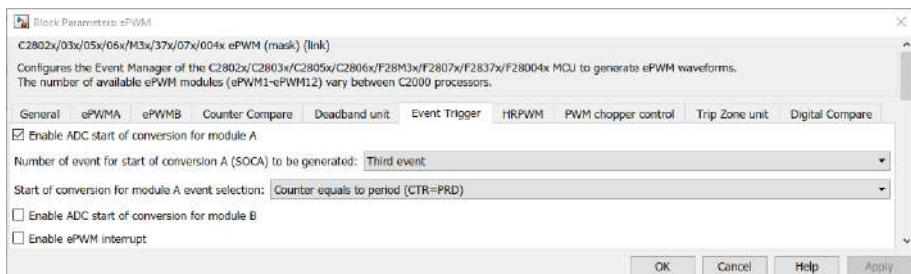 Block Parameters: ePWM
C2802x/03x/05x/06x/M3x/37x/07x/004x ePWM (mask) (link)
Configures the Event Manager of the C2802x/C2803x/C2805x/C2806x/F28M3x/F2807x/F2837x/F28004x MCU to generate ePWM waveforms.
The number of available ePWM modules (ePWM1-ePWM12) vary between C2000 processors.
General ePWMA ePWMB Counter Compare Deadband unit Event Trigger HRPWM PWM chopper control Trip Zone unit Digital Compare
Enable ADC start of conversion for module A
Number of event for start of conversion A (SOCA) to be generated: Third event
Start of conversion for module A event selection: Counter equals to period (CTR=PRD)
Enable ADC start of conversion for module B
Enable ePWM interrupt
OK Cancel Help Apply